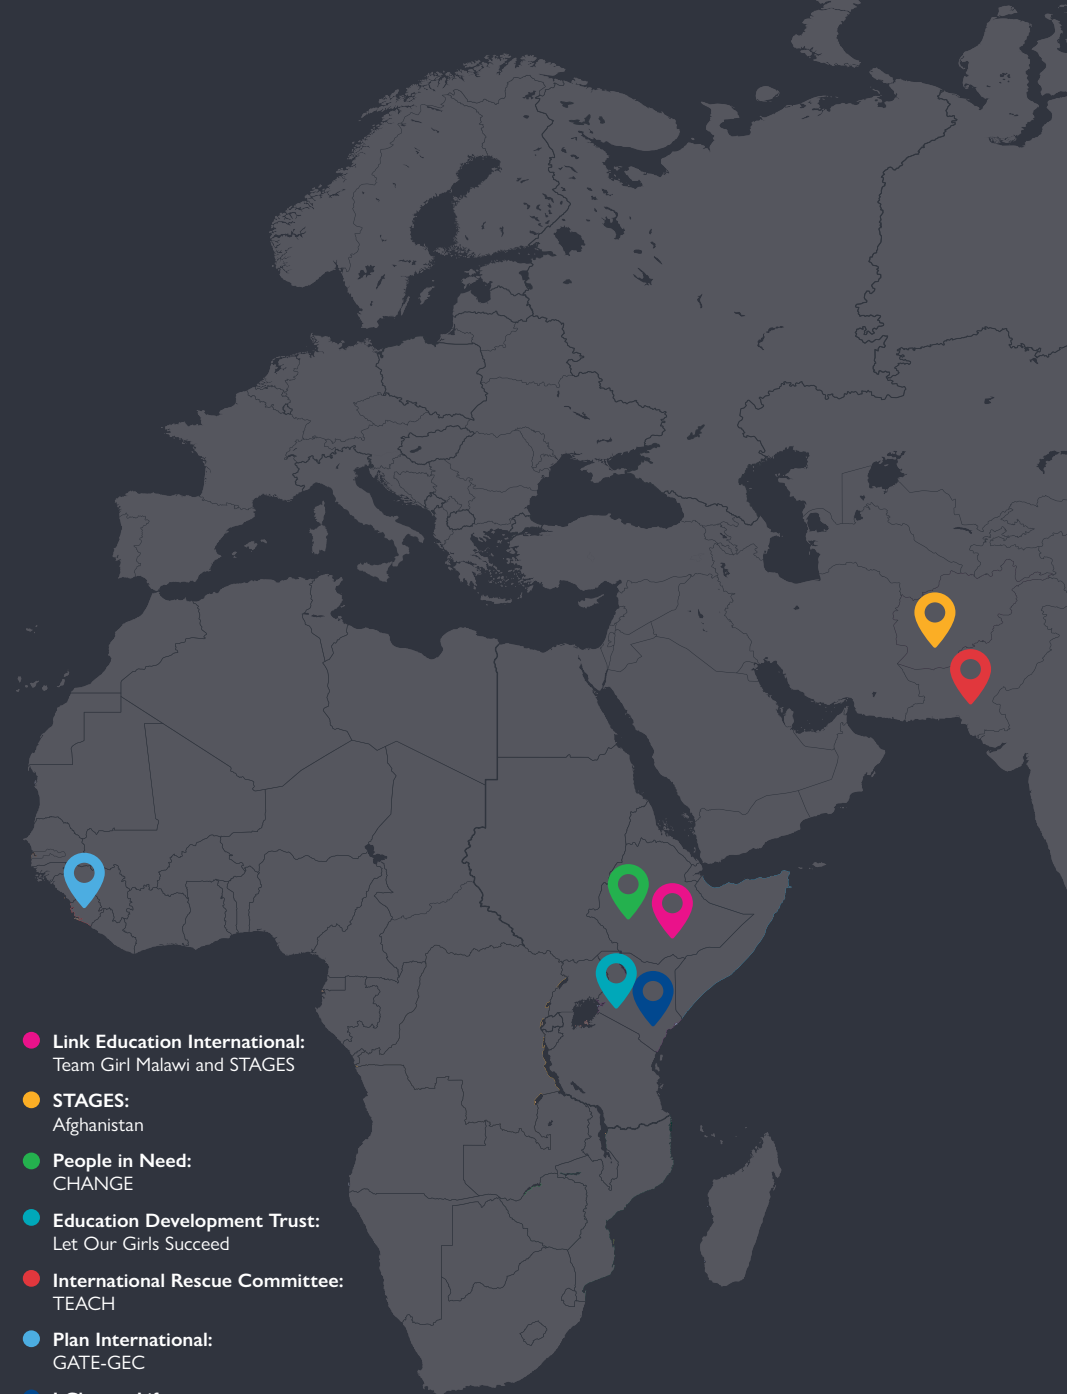 Link Education International:
Team Girl Malawi and STAGES
STAGES:
Afghanistan
People in Need:
CHANGE
Education Development Trust:
Let Our Girls Succeed
International Rescue Committee:
TEACH
Plan International:
GATE-GEC